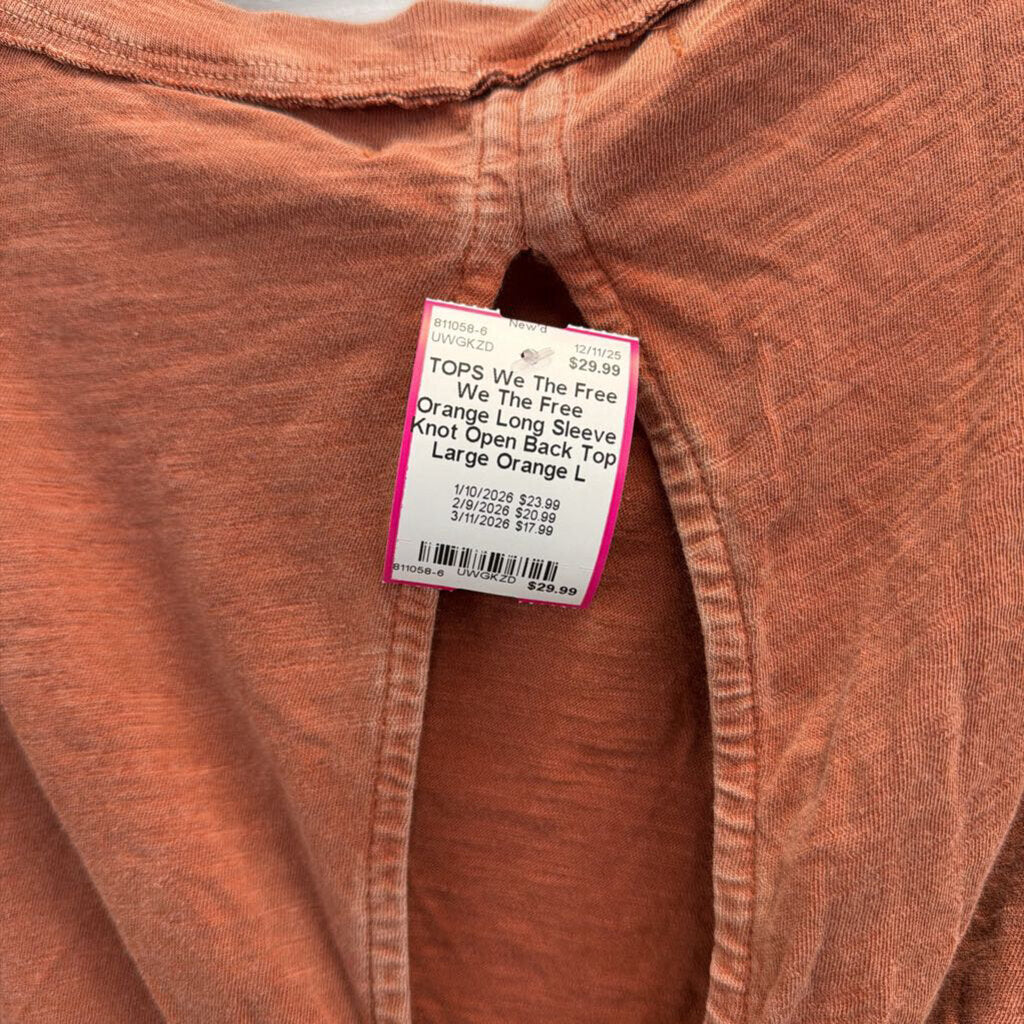 New'd
811058-6
12/11/25
UWGKZD
$29.99
TOPS We The Free
We The Free
Orange Long Sleeve
Knot Open Back Top
Large Orange L
1/10/2026 $23.99
2/9/2026 $20.99
3/11/2026 $17.99
811058-6 UWGKZD $29.99